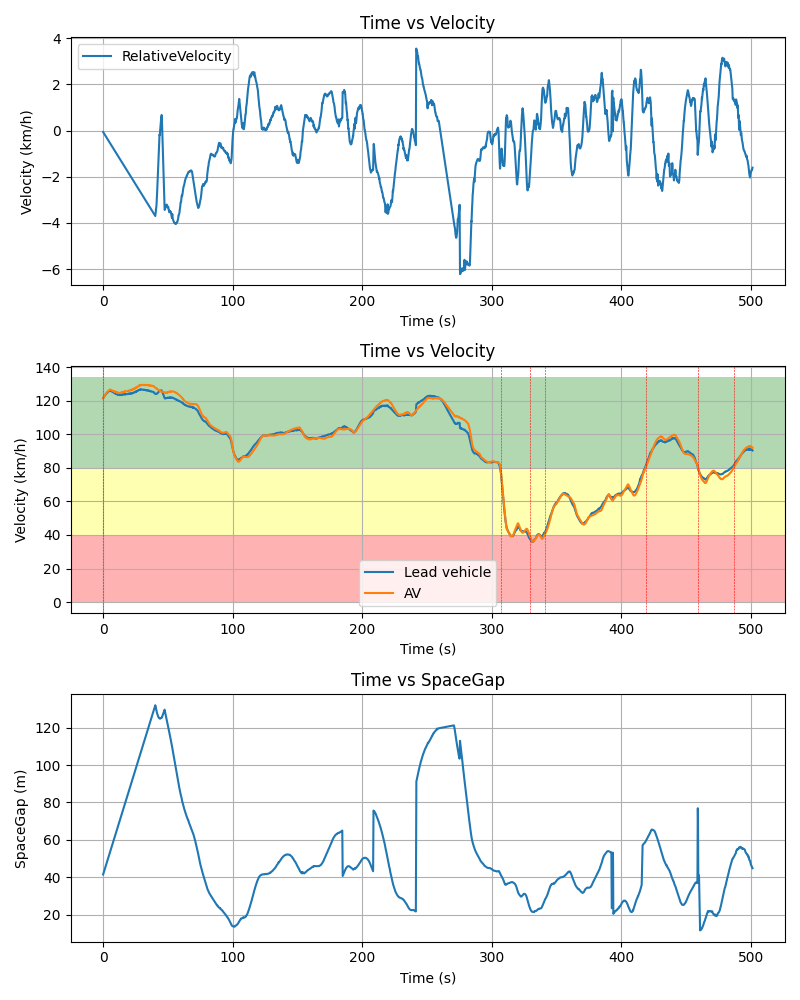 Time vs Velocity
Velocity (km/h)
4
2
0
−2
−4
−6
RelativeVelocity
0 100 200 300 400 500
Time (s)
Time vs Velocity
Velocity (km/h)
140
120
100
80
60
40
20
0
Lead vehicle
AV
0 100 200 300 400 500
Time (s)
Time vs SpaceGap
SpaceGap (m)
120
100
80
60
40
20
0 100 200 300 400 500
Time (s)